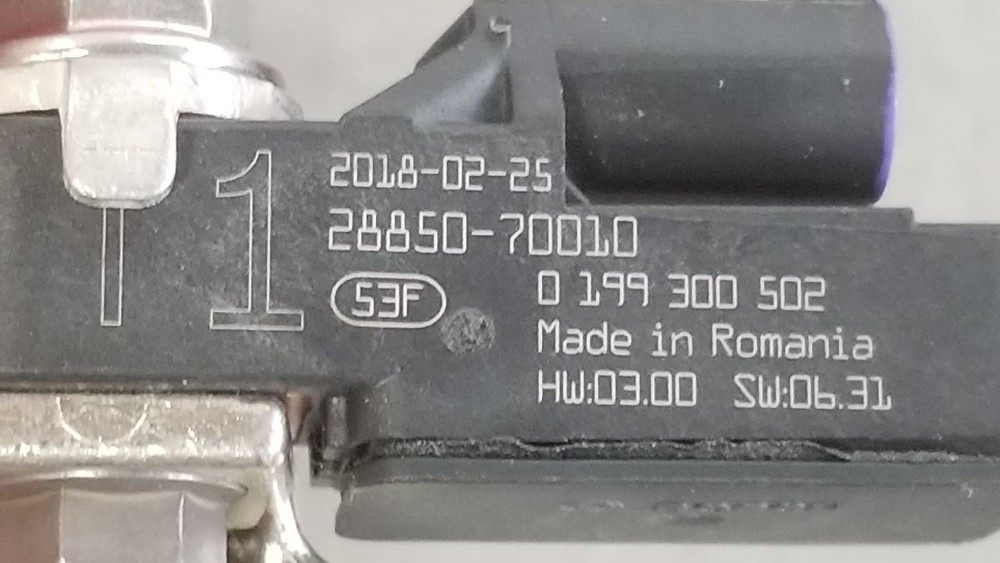 1
2018-02-25
28850-70010
53F
0 199 300 502
Made in Romania
HW:03.00 SW:06.31